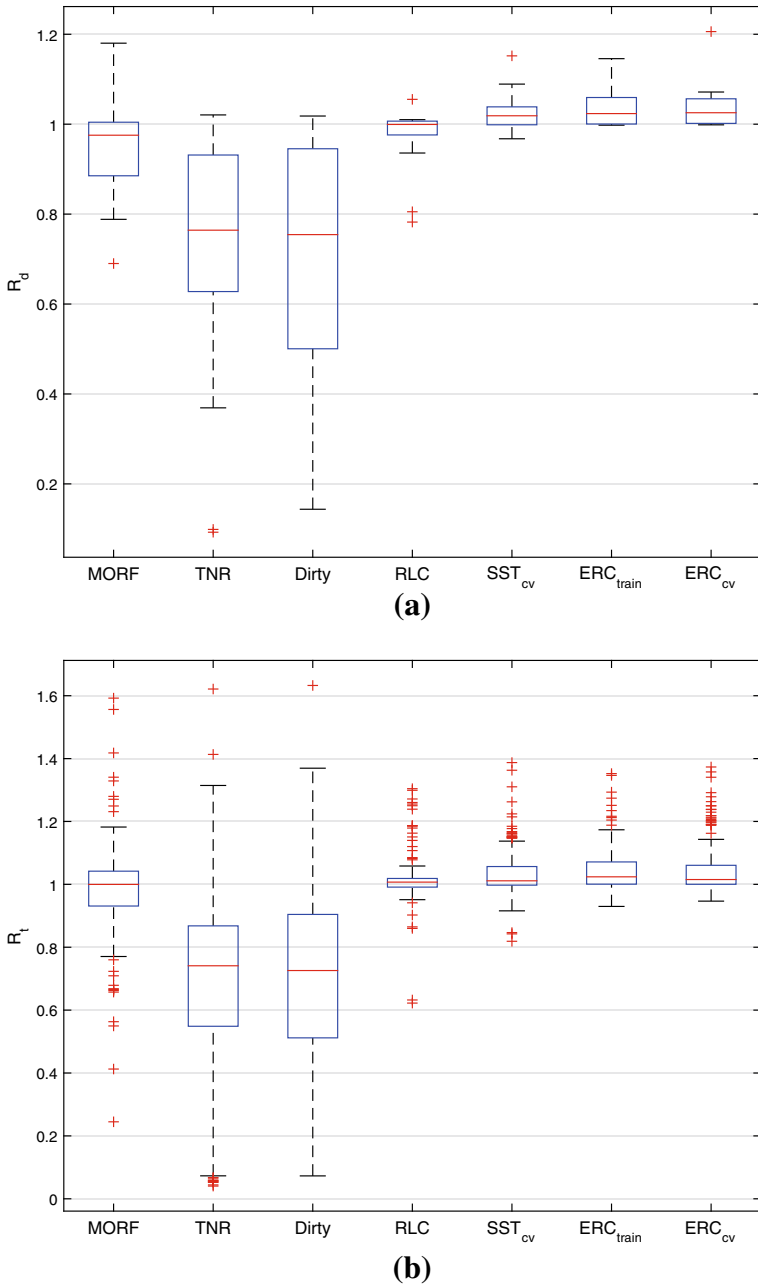 1.2
1
0.8
0.6
0.4
0.2
R_d
MORF TNR Dirty RLC SST_cv ERC_train ERC_cv
(a)
1.6
1.4
1.2
1
0.8
0.6
0.4
0.2
0
R_t
MORF TNR Dirty RLC SST_cv ERC_train ERC_cv
(b)